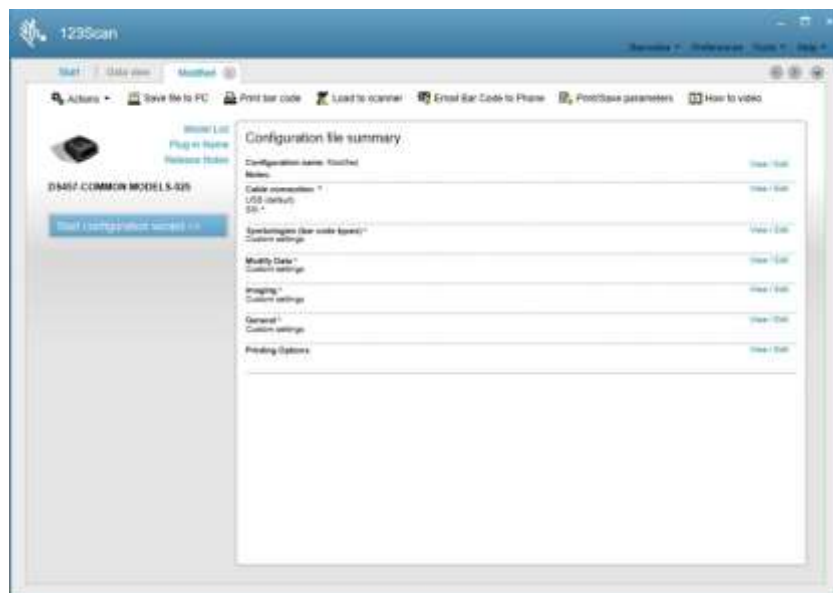 123Scan
Preferences Tools Help
Start Data view Modified
Actions Save file to PC Print bar code Load to scanner Email Bar Code to Phone Print/Save parameters How to video
Model List
Plug-in Name
Release Notes
DS457-COMMON MODELS-025
Start configuration wizard >>
Configuration file summary
Configuration name: View / Edit
Notes:
Cable connection: * View / Edit
USB (default)
SSI *
Symbologies (bar code types) * View / Edit
Custom settings
Modify Data * View / Edit
Custom settings
Imaging * View / Edit
Custom settings
General * View / Edit
Custom settings
Printing Options View / Edit